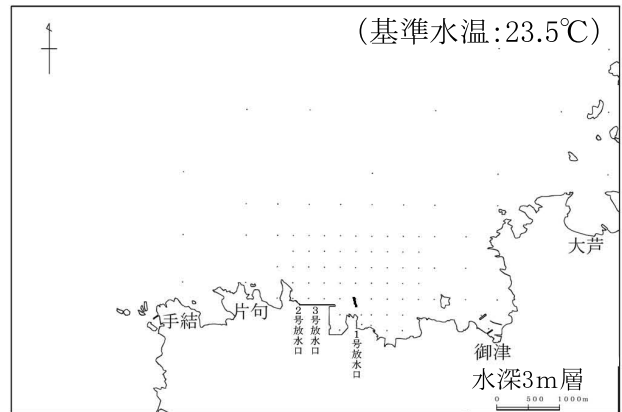 （基準水温:23.5℃）
大芦
片句
手結
2号放水口
3号放水口
1号放水口
御津
水深3m層
0 500 1000m